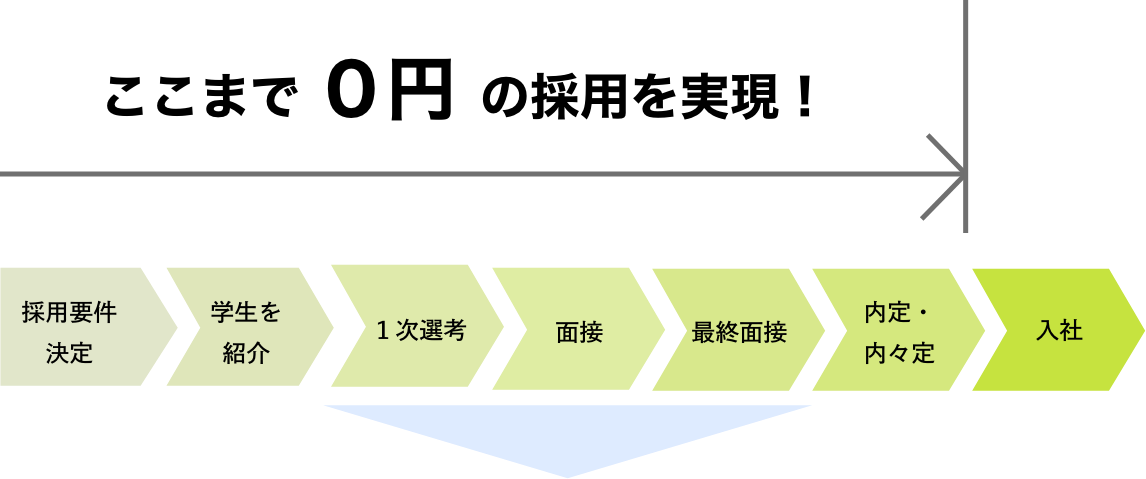 ここまで 0円 の採用を実現！
採用要件
決定
学生を
紹介
1次選考
面接
最終面接
内定・
内々定
入社